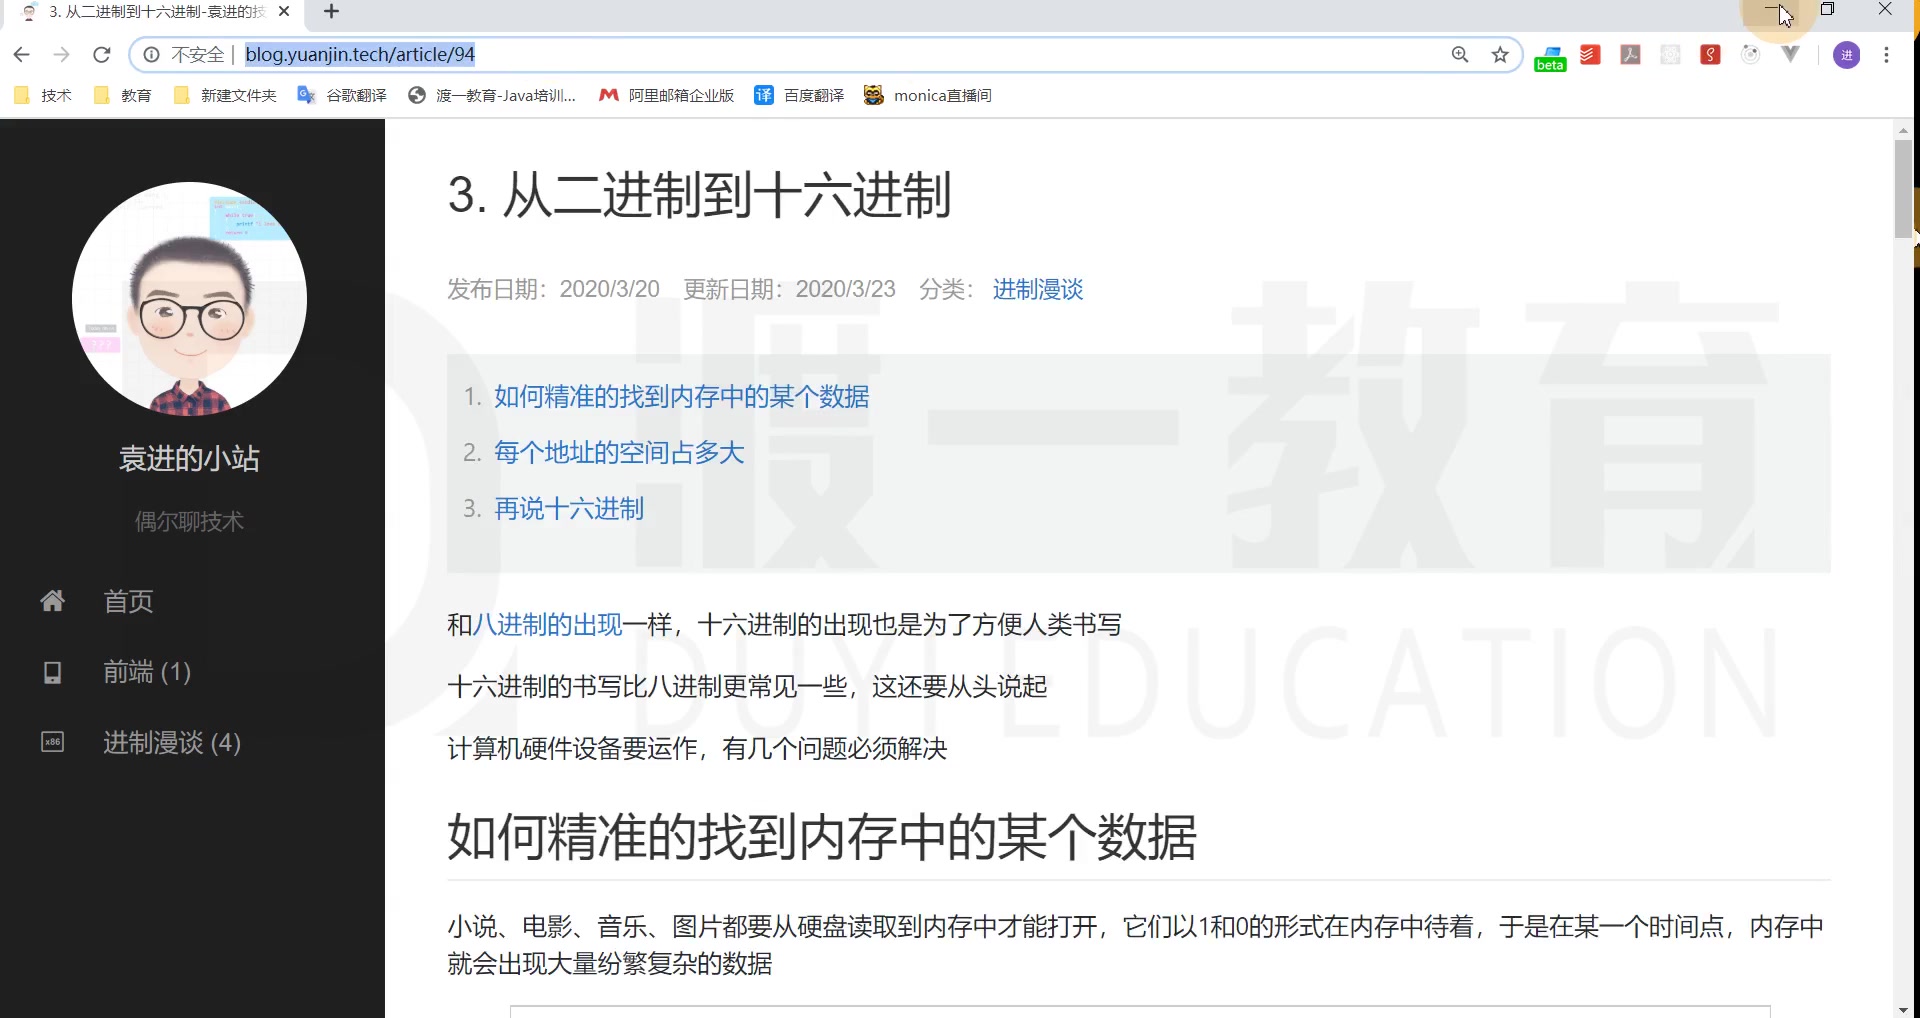 3. 从二进制到十六进制-袁进的技
不安全 | blog.yuanjin.tech/article/94
beta
进
技术 教育 新建文件夹 谷歌翻译 渡一教育-Java培训... 阿里邮箱企业版 译 百度翻译 monica直播间
袁进的小站
偶尔聊技术
首页
前端 (1)
x86 进制漫谈 (4)
3. 从二进制到十六进制
发布日期：2020/3/20 更新日期：2020/3/23 分类：进制漫谈
1. 如何精准的找到内存中的某个数据
2. 每个地址的空间占多大
3. 再说十六进制
渡一教育
DUYI EDUCATION
和八进制的出现一样，十六进制的出现也是为了方便人类书写
十六进制的书写比八进制更常见一些，这还要从头说起
计算机硬件设备要运作，有几个问题必须解决
如何精准的找到内存中的某个数据
小说、电影、音乐、图片都要从硬盘读取到内存中才能打开，它们以1和0的形式在内存中待着，于是在某一个时间点，内存中
就会出现大量纷繁复杂的数据